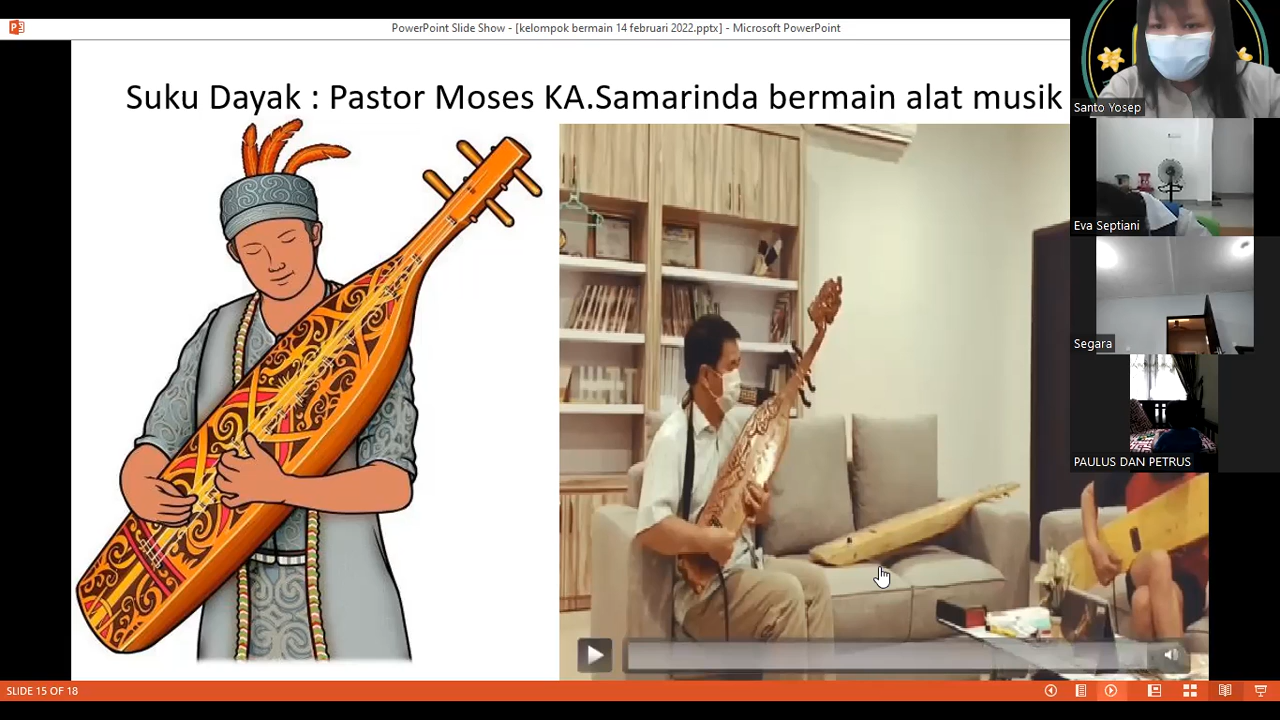 PowerPoint Slide Show - [kelompok bermain 14 februari 2022.pptx] - Microsoft PowerPoint
Suku Dayak : Pastor Moses KA.Samarinda bermain alat musik
Santo Yosep
Eva Septiani
Segara
PAULUS DAN PETRUS
SLIDE 15 OF 18